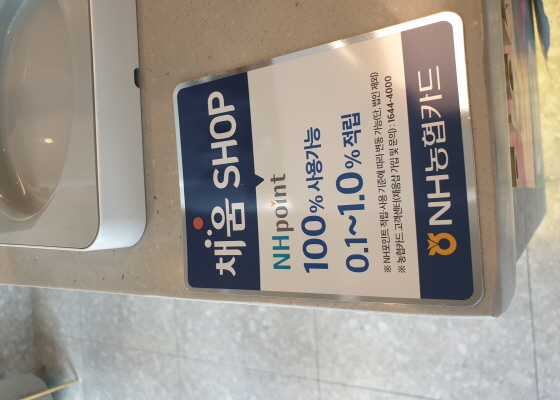 채움 SHOP
NHpoint
100% 사용가능
0.1~1.0% 적립
※ NH포인트 적립·사용 기준에 따라 변동 가능(단, 법인 제외)
※ 농협카드 고객센터(채움샵 가입 및 문의) : 1644-4000
NH농협카드